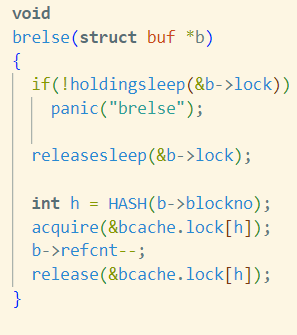 void
brelse(struct buf *b)
{
if(!holdingsleep(&b->lock))
panic("brelse");
releasesleep(&b->lock);
int h = HASH(b->blockno);
acquire(&bcache.lock[h]);
b->refcnt--;
release(&bcache.lock[h]);
}